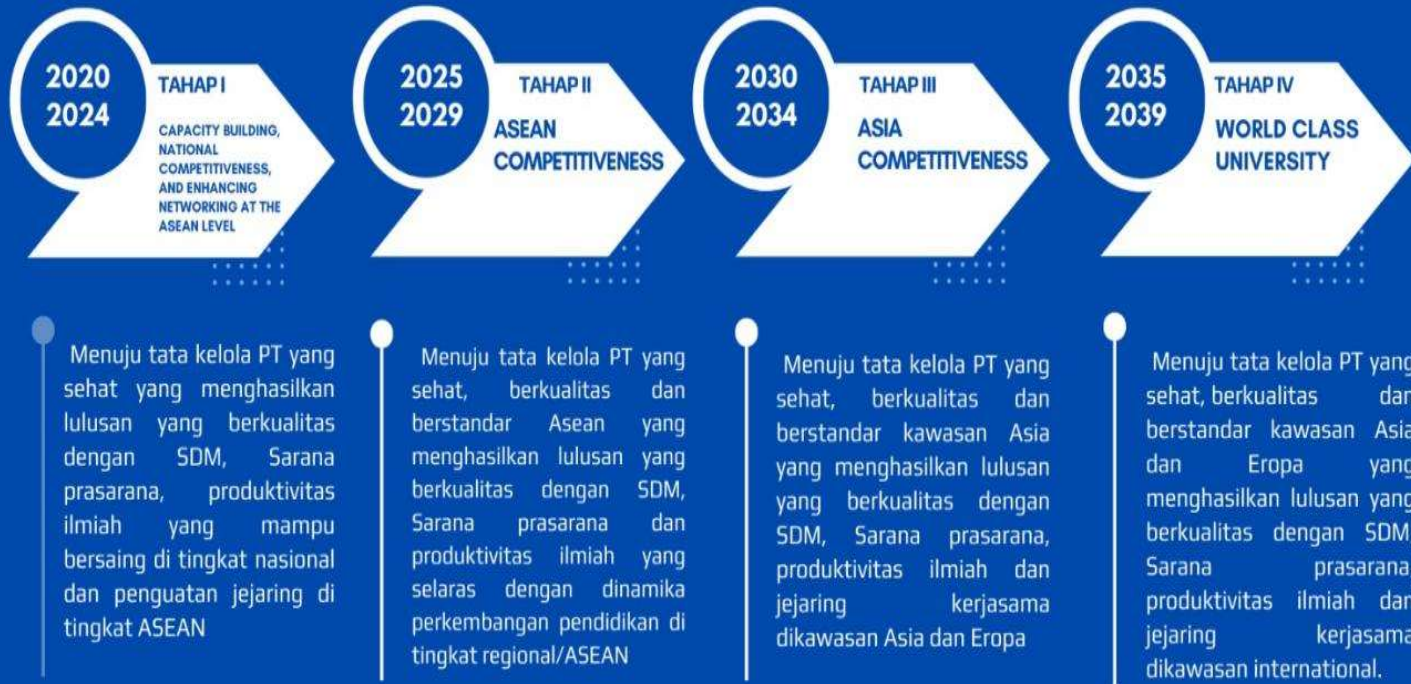 2020
2024
TAHAP I
CAPACITY BUILDING,
NATIONAL
COMPETITIVENESS,
AND ENHANCING
NETWORKING AT THE
ASEAN LEVEL
Menuju tata kelola PT yang
sehat yang menghasilkan
lulusan yang berkualitas
dengan SDM, Sarana
prasarana, produktivitas
ilmiah yang mampu
bersaing di tingkat nasional
dan penguatan jejaring di
tingkat ASEAN
2025
2029
TAHAP II
ASEAN
COMPETITIVENESS
Menuju tata kelola PT yang
sehat, berkualitas dan
berstandar Asean yang
menghasilkan lulusan yang
berkualitas dengan SDM,
Sarana prasarana dan
produktivitas ilmiah yang
selaras dengan dinamika
perkembangan pendidikan di
tingkat regional/ASEAN
2030
2034
TAHAP III
ASIA
COMPETITIVENESS
Menuju tata kelola PT yang
sehat, berkualitas dan
berstandar kawasan Asia
yang menghasilkan lulusan
yang berkualitas dengan
SDM, Sarana prasarana,
produktivitas ilmiah dan
jejaring kerjasama
dikawasan Asia dan Eropa
2035
2039
TAHAP IV
WORLD CLASS
UNIVERSITY
Menuju tata kelola PT yang
sehat, berkualitas dan
berstandar kawasan Asia
dan Eropa yang
menghasilkan lulusan yang
berkualitas dengan SDM
Sarana prasarana
produktivitas ilmiah dan
jejaring kerjasama
dikawasan international.